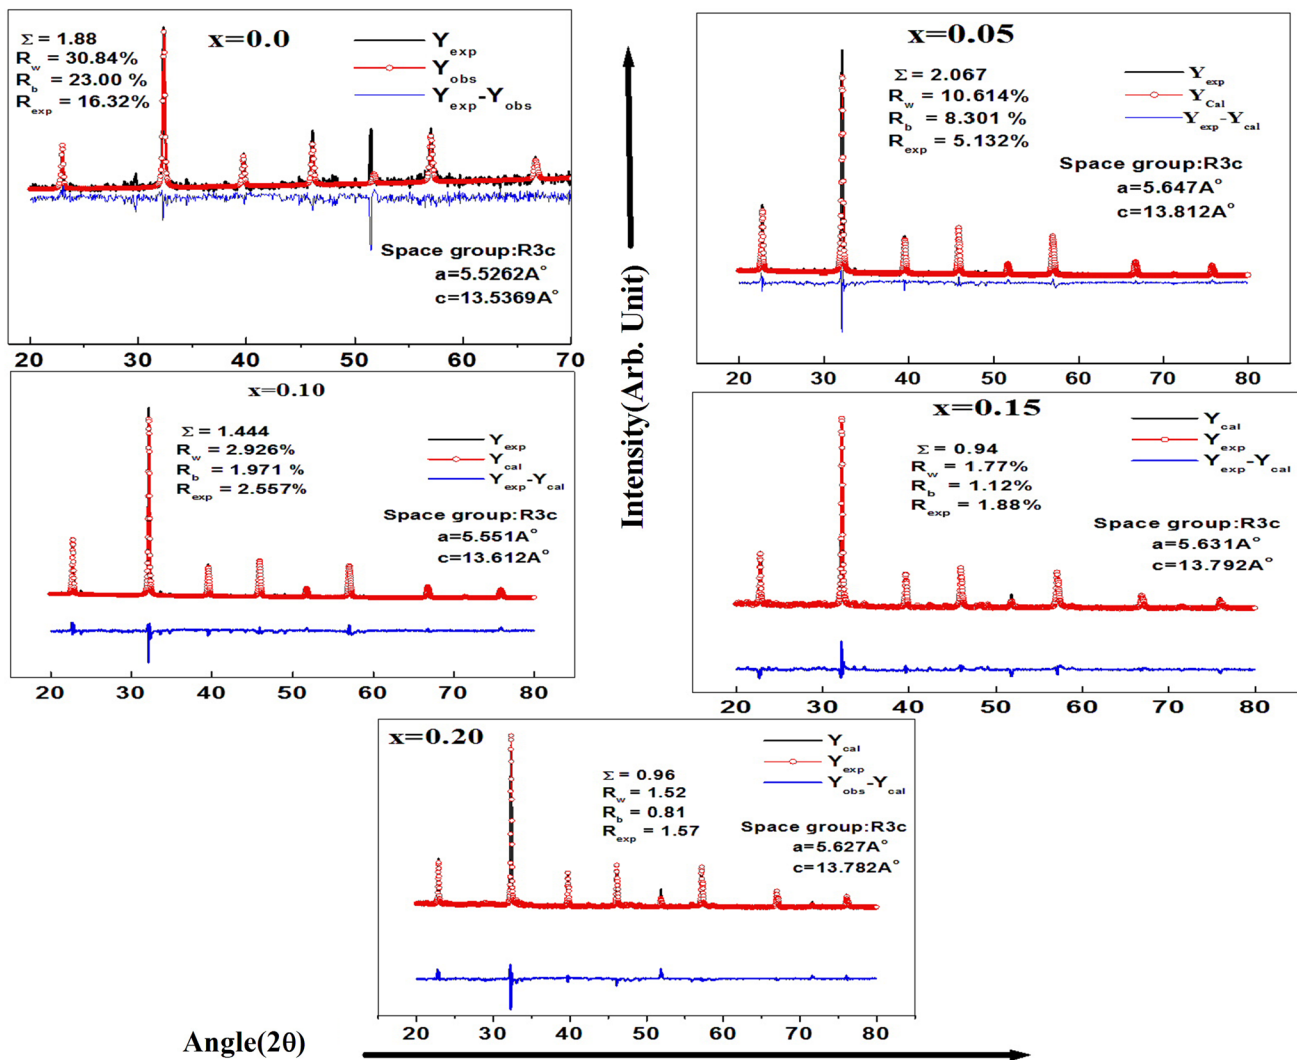 x=0.0
Σ = 1.88
R_w = 30.84%
R_b = 23.00 %
R_exp = 16.32%
Y_exp
Y_obs
Y_exp-Y_obs
Space group:R3c
a=5.5262A°
c=13.5369A°
20 30 40 50 60 70
x=0.05
Σ = 2.067
R_w = 10.614%
R_b = 8.301 %
R_exp = 5.132%
Y_exp
Y_Cal
Y_exp-Y_cal
Space group:R3c
a=5.647A°
c=13.812A°
20 30 40 50 60 70 80
Intensity(Arb. Unit)
x=0.10
Σ = 1.444
R_w = 2.926%
R_b = 1.971 %
R_exp = 2.557%
Y_exp
Y_cal
Y_exp-Y_cal
Space group:R3c
a=5.551A°
c=13.612A°
20 30 40 50 60 70 80
x=0.15
Σ = 0.94
R_w = 1.77%
R_b = 1.12%
R_exp = 1.88%
Y_cal
Y_exp
Y_exp-Y_cal
Space group:R3c
a=5.631A°
c=13.792A°
20 30 40 50 60 70 80
x=0.20
Σ = 0.96
R_w = 1.52
R_b = 0.81
R_exp = 1.57
Y_cal
Y_exp
Y_obs-Y_cal
Space group:R3c
a=5.627A°
c=13.782A°
20 30 40 50 60 70 80
Angle(2θ)